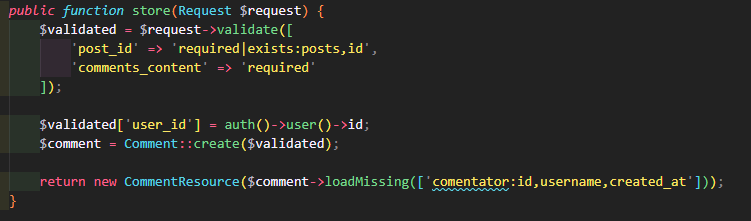 public function store(Request $request) {
    $validated = $request->validate([
        'post_id' => 'required|exists:posts,id',
        'comments_content' => 'required'
    ]);

    $validated['user_id'] = auth()->user()->id;
    $comment = Comment::create($validated);

    return new CommentResource($comment->loadMissing(['comentator:id,username,created_at']));
}